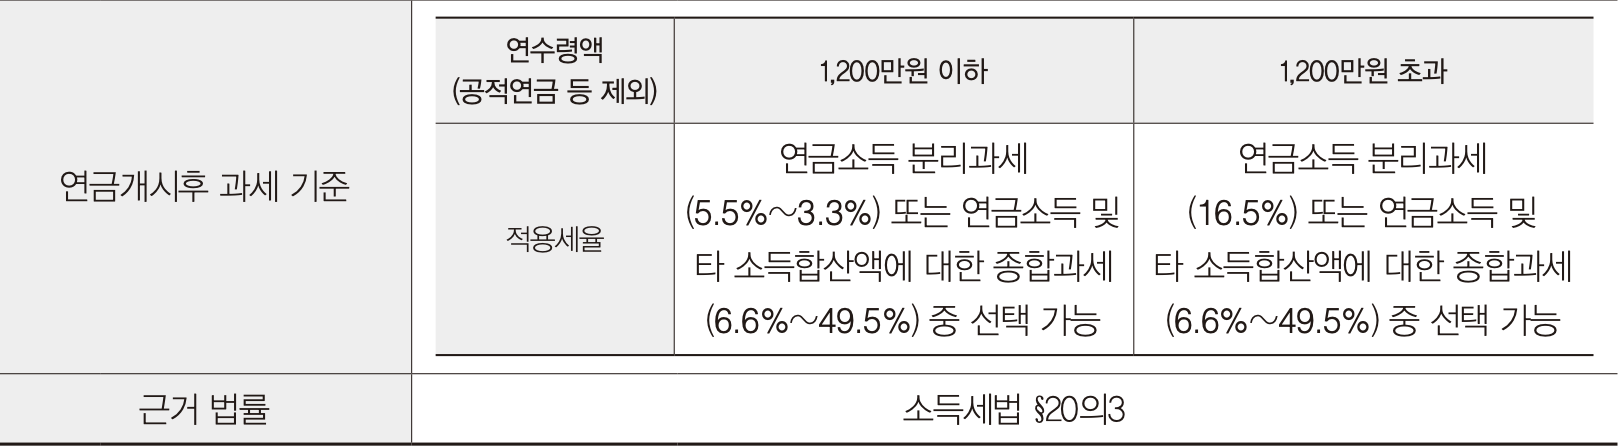 연금개시후 과세 기준
연수령액
(공적연금 등 제외)
1,200만원 이하
1,200만원 초과
적용세율
연금소득 분리과세
(5.5%~3.3%) 또는 연금소득 및
타 소득합산액에 대한 종합과세
(6.6%~49.5%) 중 선택 가능
연금소득 분리과세
(16.5%) 또는 연금소득 및
타 소득합산액에 대한 종합과세
(6.6%~49.5%) 중 선택 가능
근거 법률
소득세법 §20의3